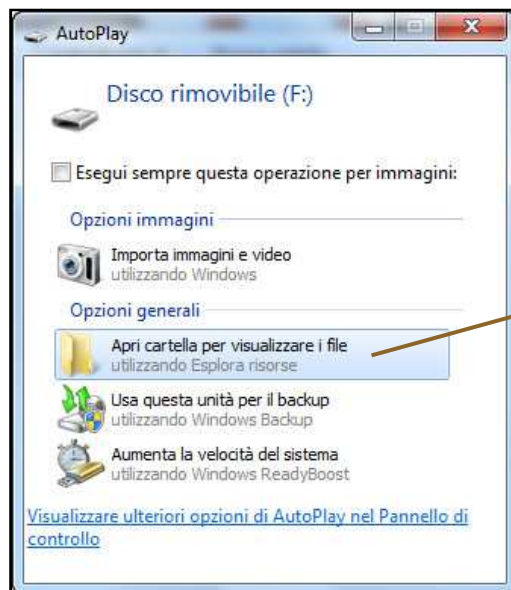 AutoPlay
Disco rimovibile (F:)
Esegui sempre questa operazione per immagini:
Opzioni immagini
Importa immagini e video
utilizzando Windows
Opzioni generali
Apri cartella per visualizzare i file
utilizzando Esplora risorse
Usa questa unità per il backup
utilizzando Windows Backup
Aumenta la velocità del sistema
utilizzando Windows ReadyBoost
Visualizzare ulteriori opzioni di AutoPlay nel Pannello di
controllo